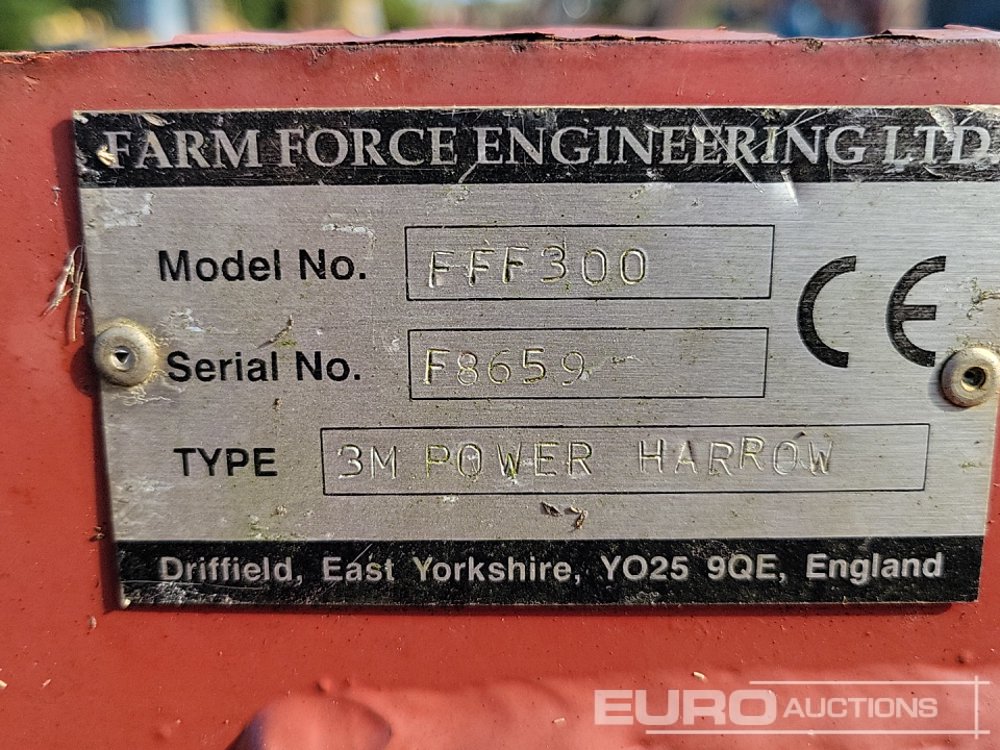 FARM FORCE ENGINEERING LTD.
Model No. FFF300
CE
Serial No. F8659
TYPE 3M POWER HARROW
Driffield, East Yorkshire, YO25 9QE, England
EURO AUCTIONS